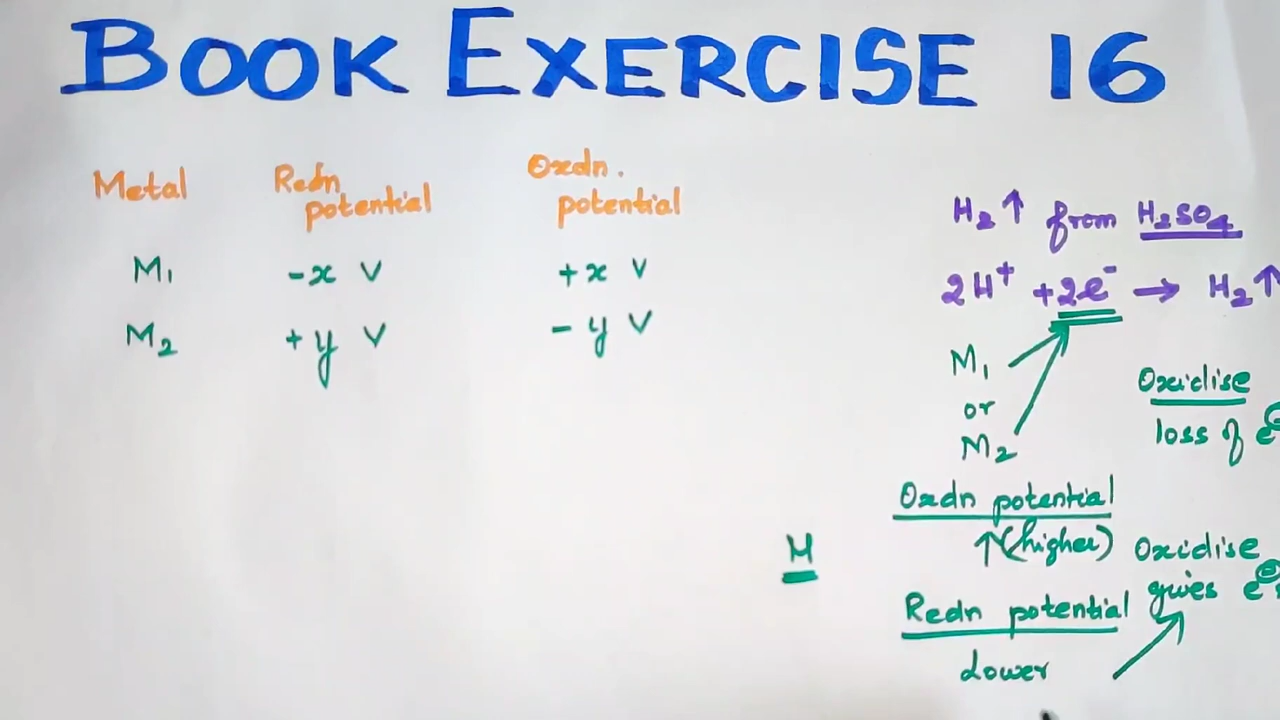 BOOK EXERCISE 16
Metal
Redn
potential
Oxdn.
potential
M1 -x V +x V
M2 +y V -y V
H2↑ from H2SO4
2H+ +2e- → H2↑
M1
or
M2
Oxidise
loss of e
Oxdn potential
↑(higher)
Oxidise
gives e
M
Redn potential
Lower